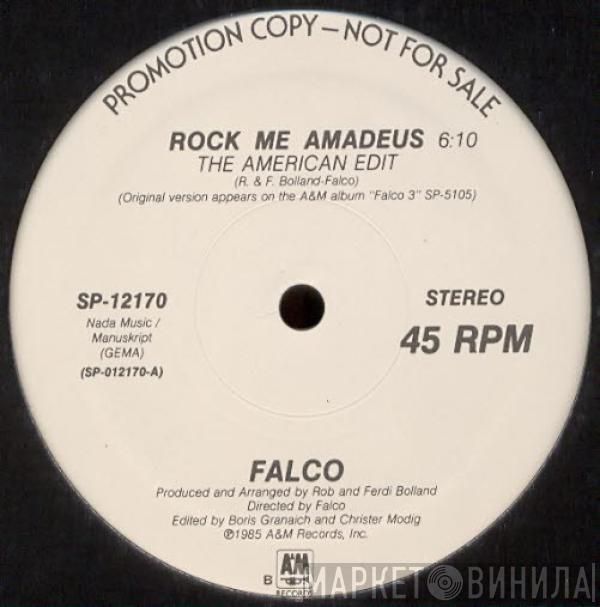 PROMOTION COPY — NOT FOR SALE
ROCK ME AMADEUS 6:10
THE AMERICAN EDIT
(R. & F. Bolland-Falco)
(Original version appears on the A&M album "Falco 3" SP-5105)
SP-12170
Nada Music /
Manuskript
(GEMA)
(SP-012170-A)
STEREO
45 RPM
FALCO
Produced and Arranged by Rob and Ferdi Bolland
Directed by Falco
Edited by Boris Granaich and Christer Modig
℗1985 A&M Records, Inc.
A&M
RECORDS
B
МАРКЕТ ВИНИЛА